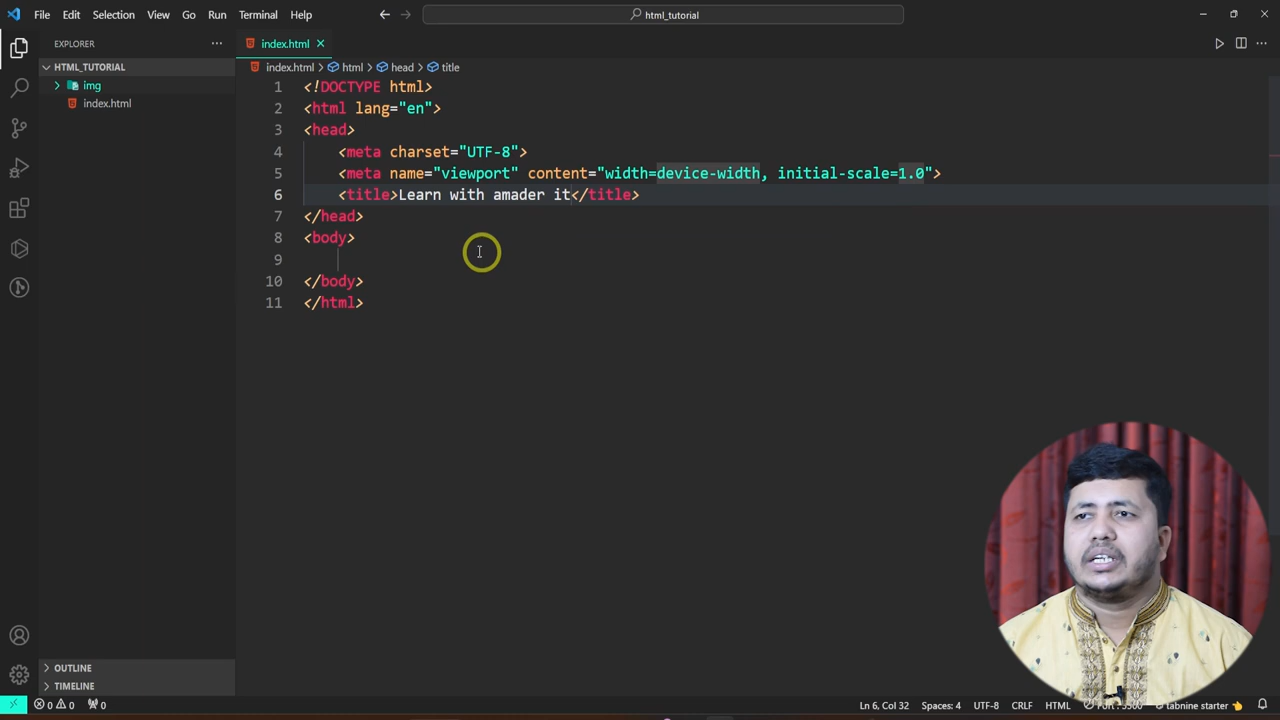 File Edit Selection View Go Run Terminal Help
html_tutorial
EXPLORER
index.html
HTML_TUTORIAL
img
index.html
index.html > html > head > title
1 <!DOCTYPE html>
2 <html lang="en">
3 <head>
4 <meta charset="UTF-8">
5 <meta name="viewport" content="width=device-width, initial-scale=1.0">
6 <title>Learn with amader it</title>
7 </head>
8 <body>
9
10 </body>
11 </html>
OUTLINE
TIMELINE
0 0 0 Ln 6, Col 32 Spaces: 4 UTF-8 CRLF HTML tabnine starter